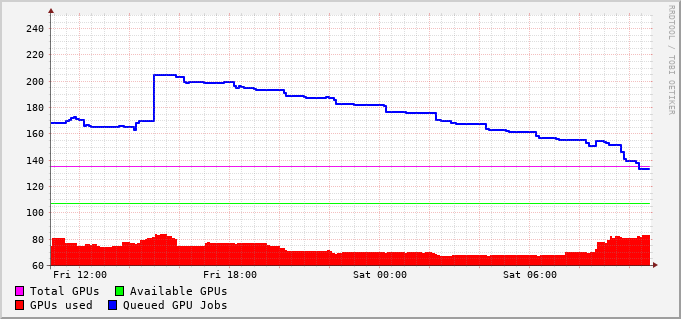 RRDTOOL / TOBI OETIKER
240
220
200
180
160
140
120
100
80
60
Fri 12:00 Fri 18:00 Sat 00:00 Sat 06:00
Total GPUs Available GPUs
GPUs used Queued GPU Jobs